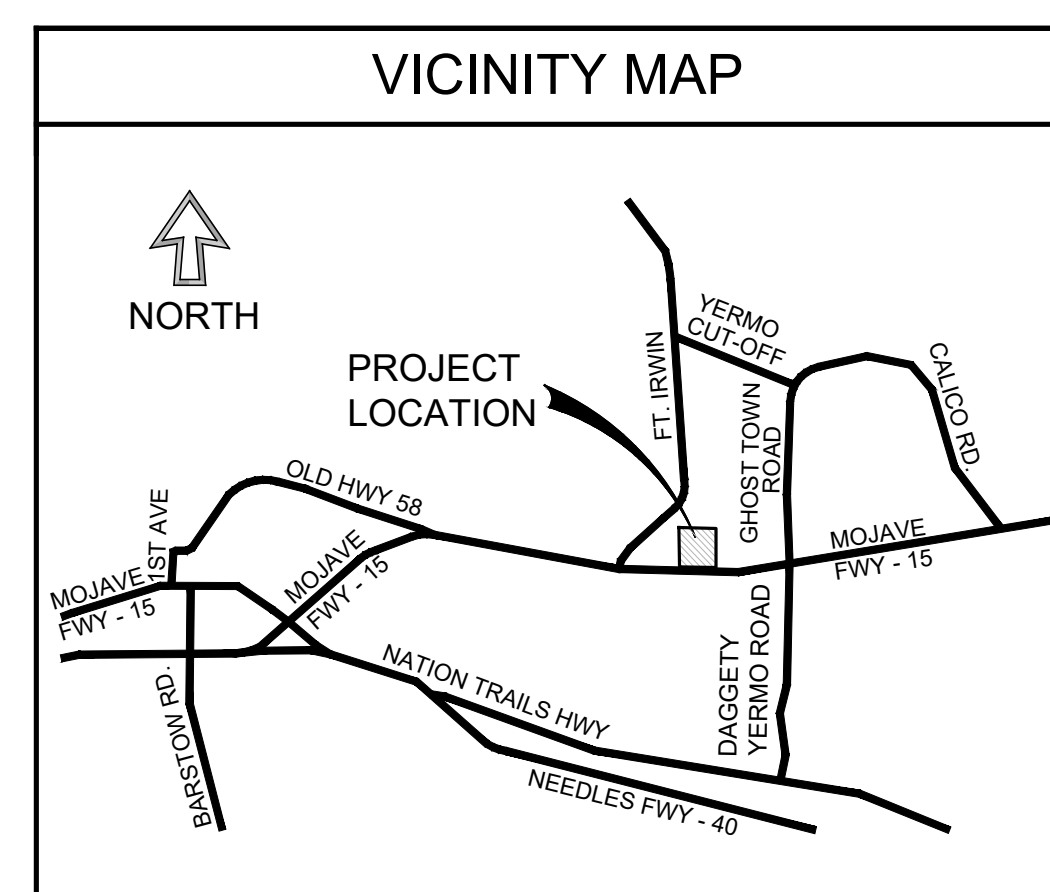 VICINITY MAP
NORTH
PROJECT
LOCATION
YERMO
CUT-OFF
FT. IRWIN
GHOST TOWN
ROAD
CALICO RD.
OLD HWY 58
1ST AVE
MOJAVE
FWY - 15
MOJAVE
FWY - 15
MOJAVE
FWY - 15
BARSTOW RD.
NATION TRAILS HWY
DAGGETY
YERMO ROAD
NEEDLES FWY - 40